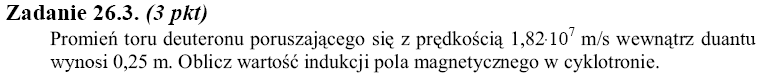 Zadanie 26.3. (3 pkt)
Promień toru deuteronu poruszającego się z prędkością 1,82·10⁷ m/s wewnątrz duantu
wynosi 0,25 m. Oblicz wartość indukcji pola magnetycznego w cyklotronie.